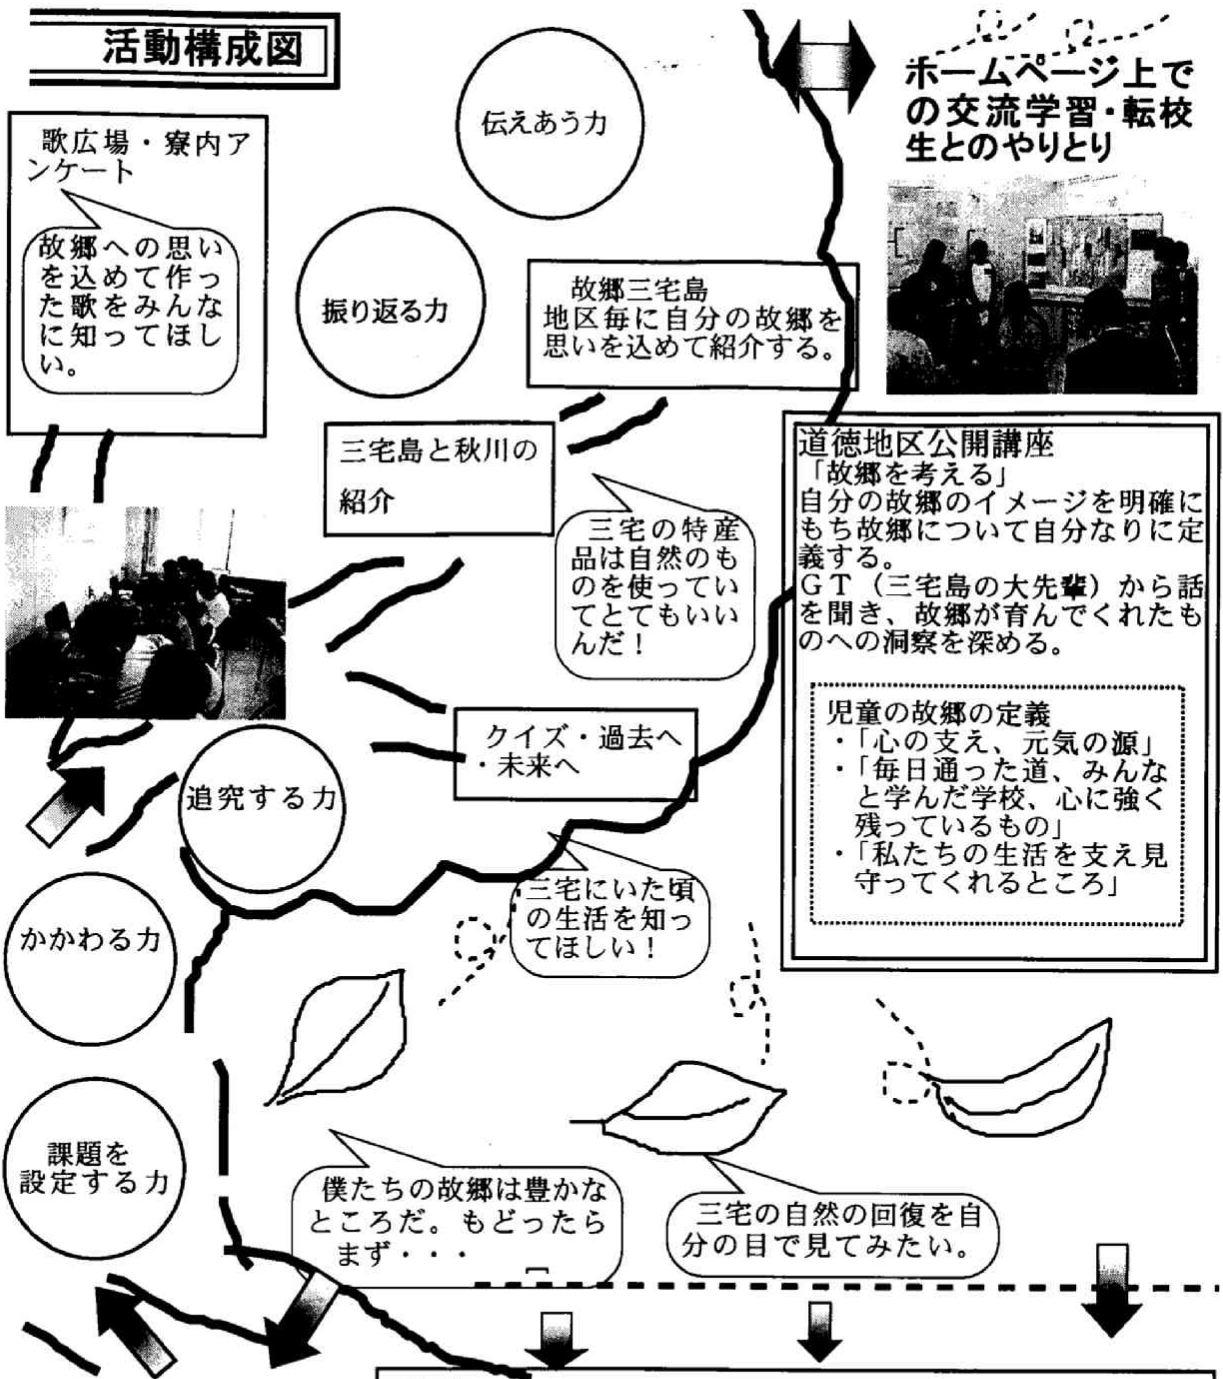 活動構成図
歌広場・寮内ア
ンケート
故郷への思い
を込めて作っ
た歌をみんな
に知ってほし
い。
伝えあう力
振り返る力
ホームページ上で
の交流学習・転校
生とのやりとり
故郷三宅島
地区毎に自分の故郷を
思いを込めて紹介する。
三宅島と秋川の
紹介
三宅の特産
品は自然のも
のを使ってい
てとてもいい
んだ！
道徳地区公開講座
「故郷を考える」
自分の故郷のイメージを明確に
もち故郷について自分なりに定
義する。
ＧＴ（三宅島の大先輩）から話
を聞き、故郷が育んでくれたも
のへの洞察を深める。
児童の故郷の定義
・「心の支え、元気の源」
・「毎日通った道、みんな
と学んだ学校、心に強く
残っているもの」
・「私たちの生活を支え見
守ってくれるところ」
クイズ・過去へ
・未来へ
追究する力
三宅にいた頃
の生活を知っ
てほしい！
かかわる力
課題を
設定する力
僕たちの故郷は豊かな
ところだ。もどったら
まず・・・
三宅の自然の回復を自
分の目で見てみたい。